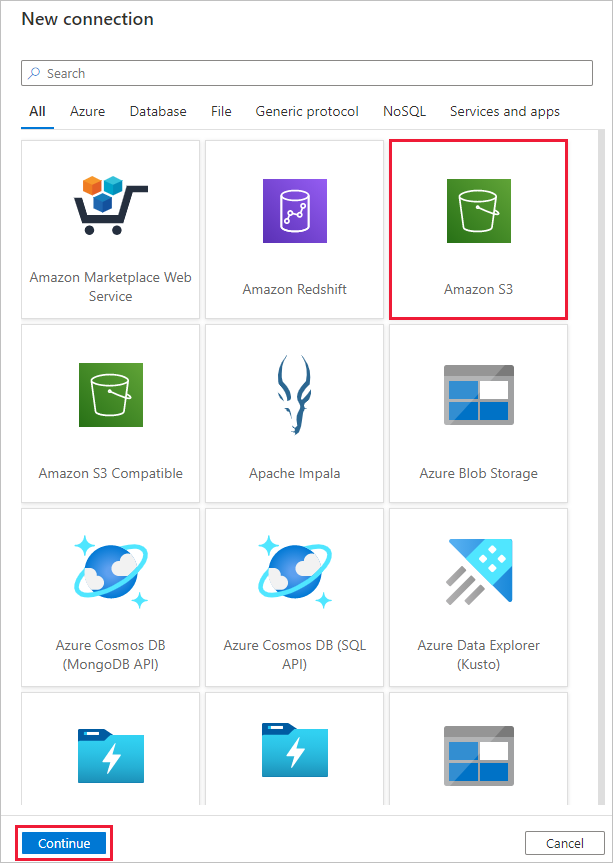 New connection
Search
All Azure Database File Generic protocol NoSQL Services and apps
Amazon Marketplace Web
Service
Amazon Redshift
Amazon S3
Amazon S3 Compatible
Apache Impala
Azure Blob Storage
Azure Cosmos DB
(MongoDB API)
Azure Cosmos DB (SQL
API)
Azure Data Explorer
(Kusto)
Continue
Cancel